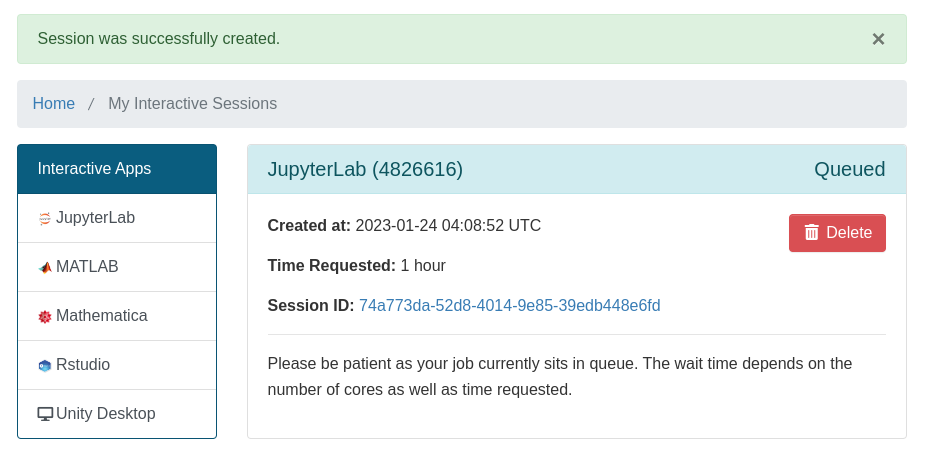 Session was successfully created. ×
Home / My Interactive Sessions
Interactive Apps
JupyterLab
MATLAB
Mathematica
Rstudio
Unity Desktop
JupyterLab (4826616) Queued
Created at: 2023-01-24 04:08:52 UTC
Delete
Time Requested: 1 hour
Session ID: 74a773da-52d8-4014-9e85-39edb448e6fd
Please be patient as your job currently sits in queue. The wait time depends on the
number of cores as well as time requested.